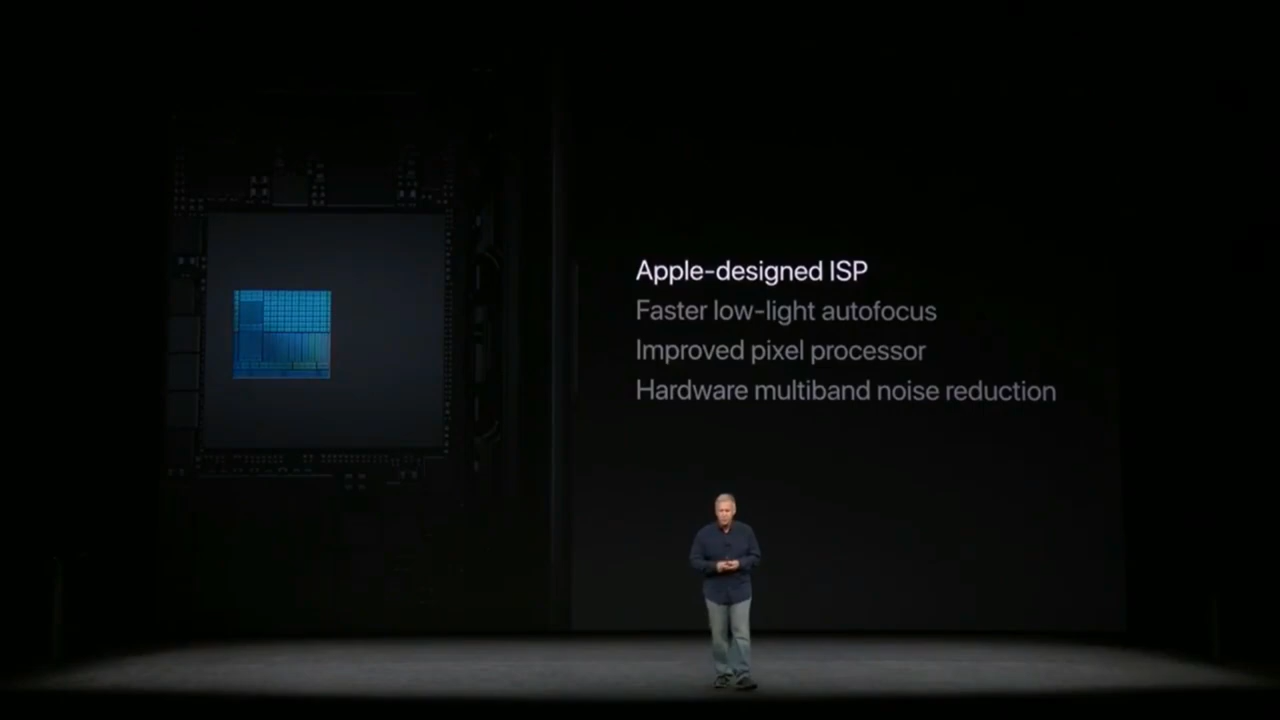 Apple-designed ISP
Faster low-light autofocus
Improved pixel processor
Hardware multiband noise reduction